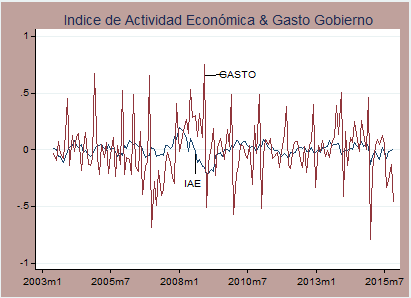 Indice de Actividad Económica & Gasto Gobierno
1
.5
0
-.5
-.1
GASTO
IAE
2003m1 2005m7 2008m1 2010m7 2013m1 2015m7